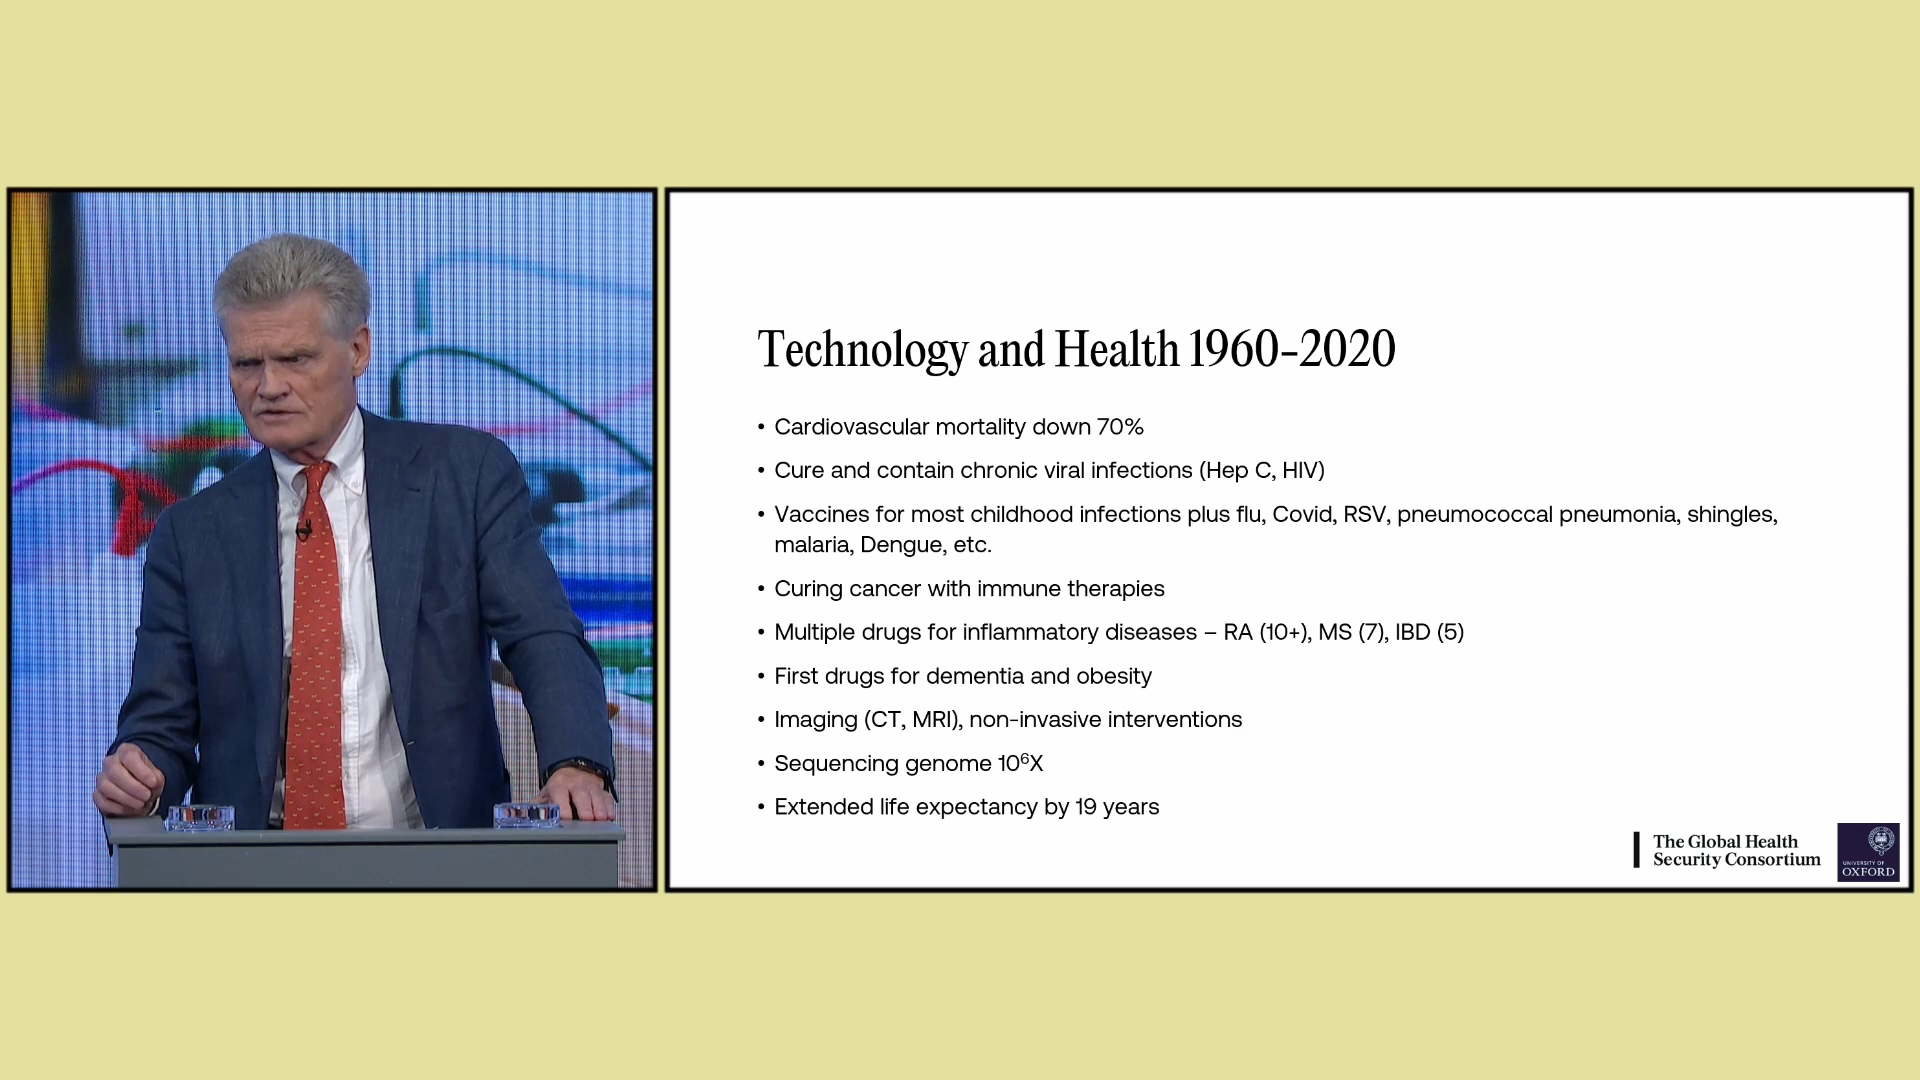 Technology and Health 1960–2020
• Cardiovascular mortality down 70%
• Cure and contain chronic viral infections (Hep C, HIV)
• Vaccines for most childhood infections plus flu, Covid, RSV, pneumococcal pneumonia, shingles,
malaria, Dengue, etc.
• Curing cancer with immune therapies
• Multiple drugs for inflammatory diseases – RA (10+), MS (7), IBD (5)
• First drugs for dementia and obesity
• Imaging (CT, MRI), non-invasive interventions
• Sequencing genome 10⁶X
• Extended life expectancy by 19 years
The Global Health
Security Consortium
UNIVERSITY OF
OXFORD